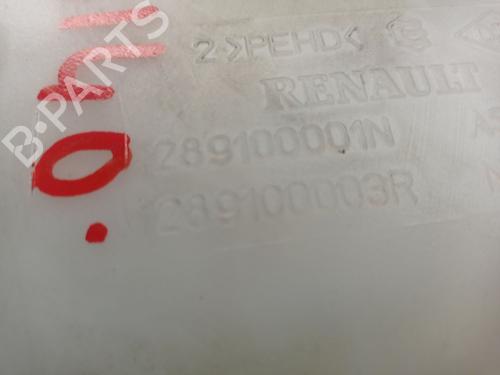 2 >PEHD<
RENAULT
289100001N
289100003R
B-PARTS